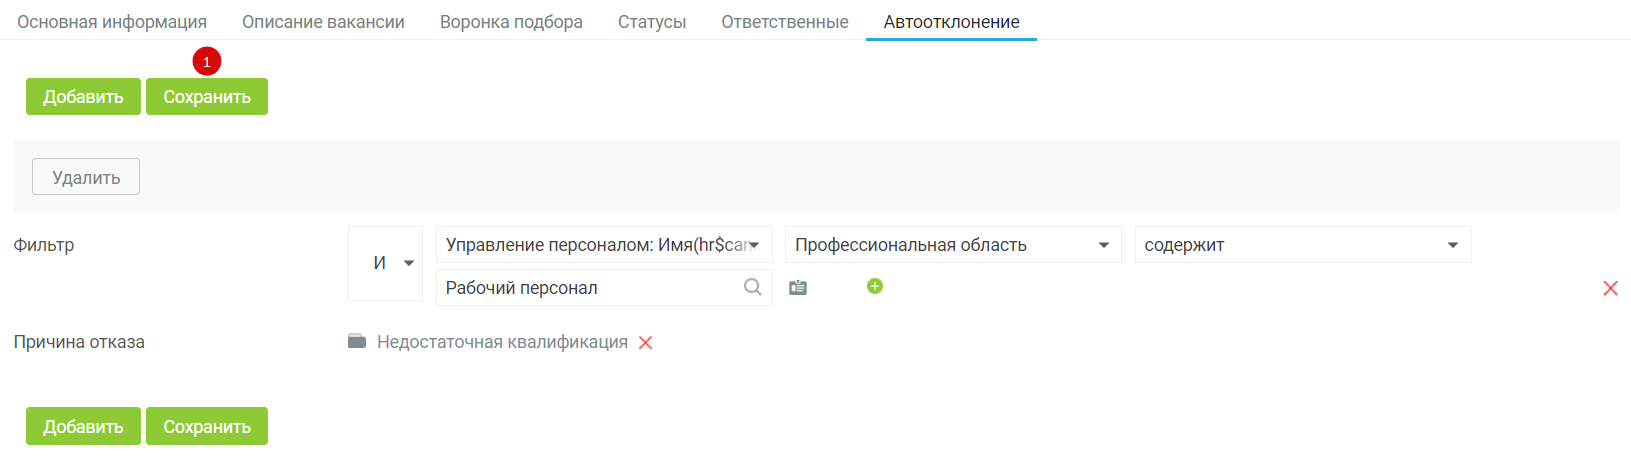 Основная информация Описание вакансии Воронка подбора Статусы Ответственные Автоотклонение
1
Добавить Сохранить
Удалить
Фильтр И Управление персоналом: Имя(hr$can Профессиональная область содержит
Рабочий персонал
Причина отказа Недостаточная квалификация
Добавить Сохранить